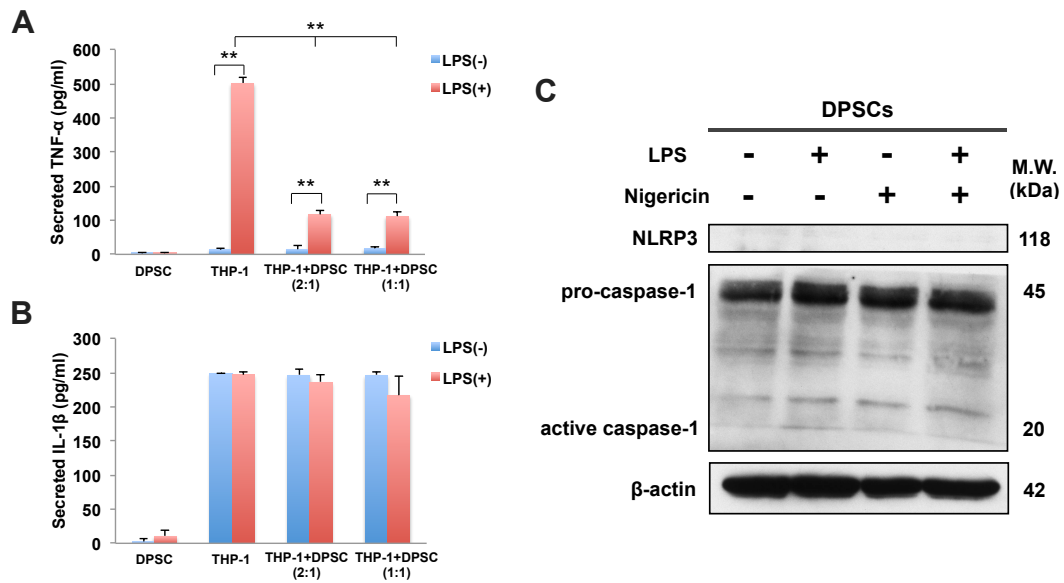 A
**
600
500
400
300
200
100
0
Secreted TNF-α (pg/ml)
**
**
**
LPS(-)
LPS(+)
DPSC
THP-1
THP-1+DPSC
(2:1)
THP-1+DPSC
(1:1)
B
300
250
200
150
100
50
0
Secreted IL-1β (pg/ml)
LPS(-)
LPS(+)
DPSC
THP-1
THP-1+DPSC
(2:1)
THP-1+DPSC
(1:1)
C
DPSCs
LPS - + - +
Nigericin - - + +
M.W.
(kDa)
NLRP3 118
pro-caspase-1 45
active caspase-1 20
β-actin 42